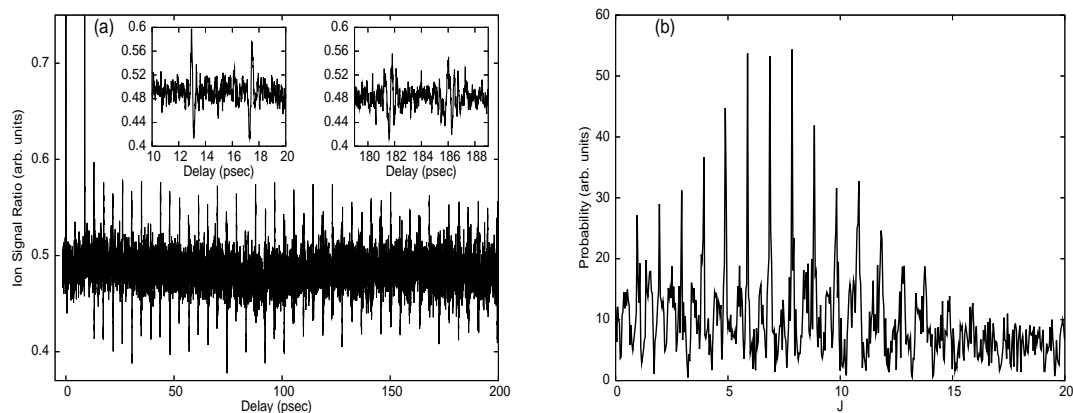 (a)
Ion Signal Ratio (arb. units)
0.7
0.6
0.5
0.4
0 50 100 150 200
Delay (psec)
0.6
0.56
0.52
0.48
0.44
0.4
10 12 14 16 18 20
Delay (psec)
0.6
0.56
0.52
0.48
0.44
0.4
180 182 184 186 188
Delay (psec)
(b)
Probability (arb. units)
60
50
40
30
20
10
0
0 5 10 15 20
J